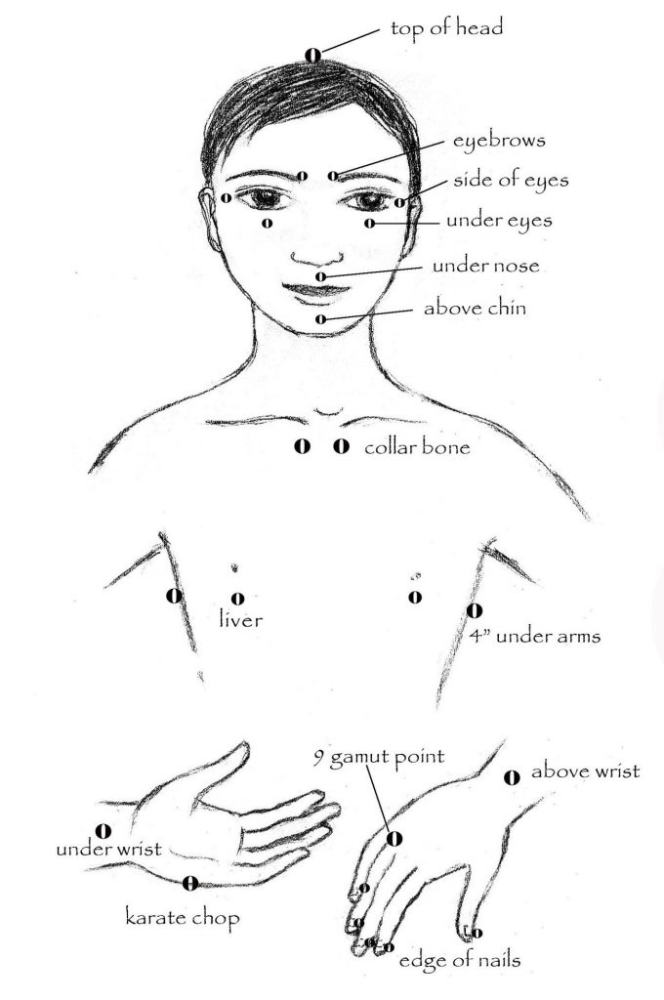 top of head
eyebrows
side of eyes
under eyes
under nose
above chin
collar bone
liver
4" under arms
9 gamut point
above wrist
under wrist
karate chop
edge of nails